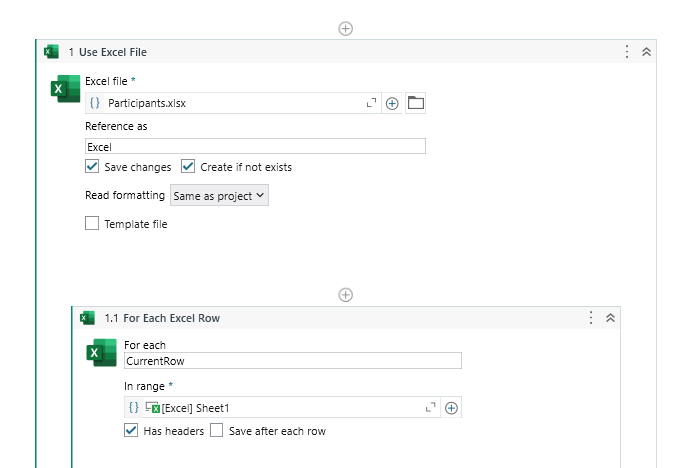 1 Use Excel File
Excel file *
{} Participants.xlsx
Reference as
Excel
Save changes Create if not exists
Read formatting Same as project
Template file
1.1 For Each Excel Row
For each
CurrentRow
In range *
{} [Excel] Sheet1
Has headers Save after each row